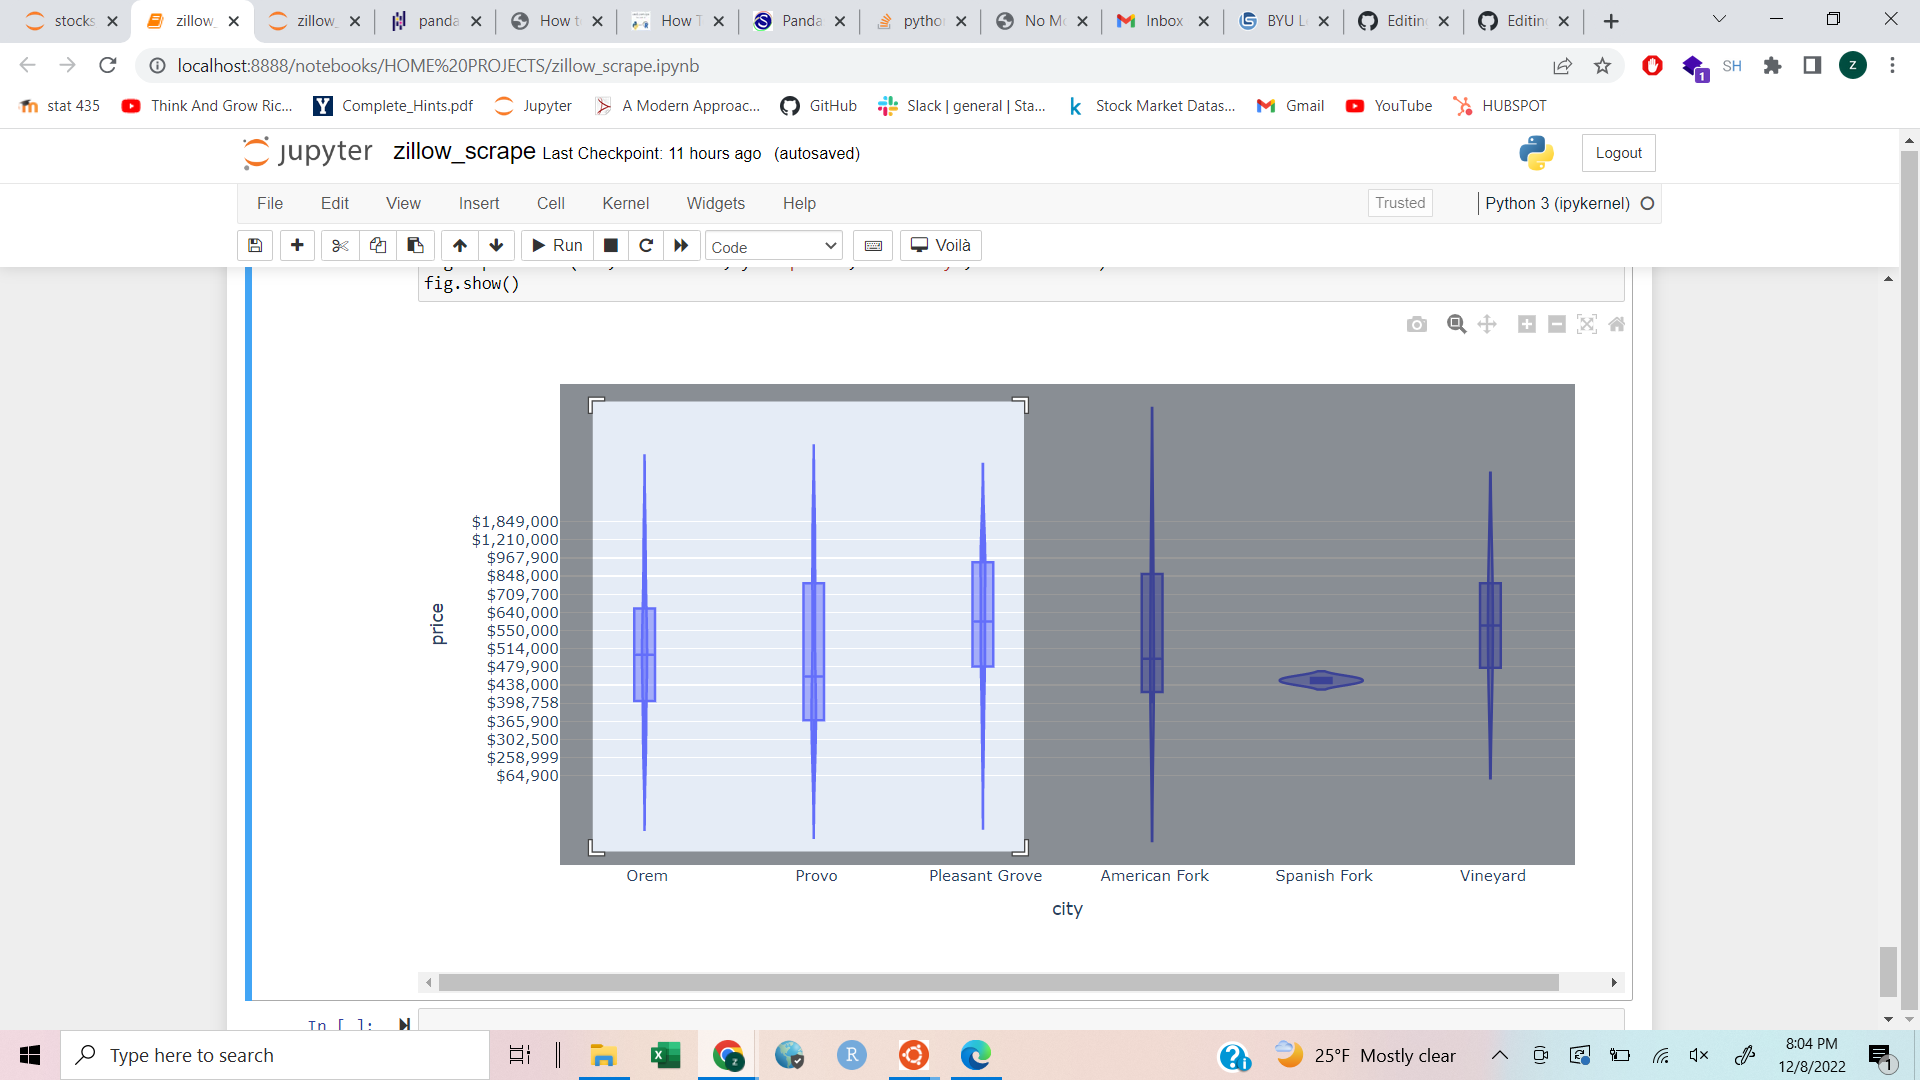 stocks
zillow_
zillow_
panda
How t
How T
Panda
pytho
No Mo
Inbox
BYU L
Editin
Editin
localhost:8888/notebooks/HOME%20PROJECTS/zillow_scrape.ipynb
1
SH
z
stat 435
Think And Grow Ric...
Complete_Hints.pdf
Jupyter
A Modern Approac...
GitHub
Slack | general | Sta...
Stock Market Datas...
Gmail
YouTube
HUBSPOT
jupyter zillow_scrape Last Checkpoint: 11 hours ago (autosaved)
Logout
File Edit View Insert Cell Kernel Widgets Help
Trusted
Python 3 (ipykernel)
Run
Code
Voilà
fig.show()
$1,849,000
$1,210,000
$967,900
$848,000
$709,700
$640,000
$550,000
$514,000
$479,900
$438,000
$398,758
$365,900
$302,500
$258,999
$64,900
price
Orem Provo Pleasant Grove American Fork Spanish Fork Vineyard
city
In [ ]:
Type here to search
25°F Mostly clear
8:04 PM
12/8/2022
1